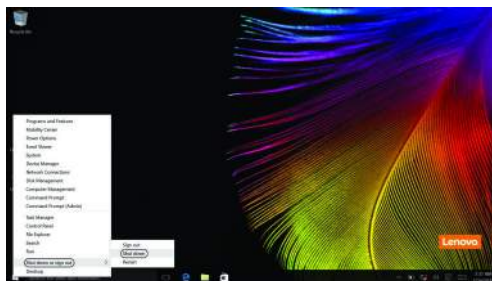 Recycle Bin
Programs and Features
Mobility Center
Power Options
Event Viewer
System
Device Manager
Network Connections
Disk Management
Computer Management
Command Prompt
Command Prompt (Admin)
Task Manager
Control Panel
File Explorer
Search
Run
Shut down or sign out
Desktop
Sign out
Shut down
Restart
Lenovo